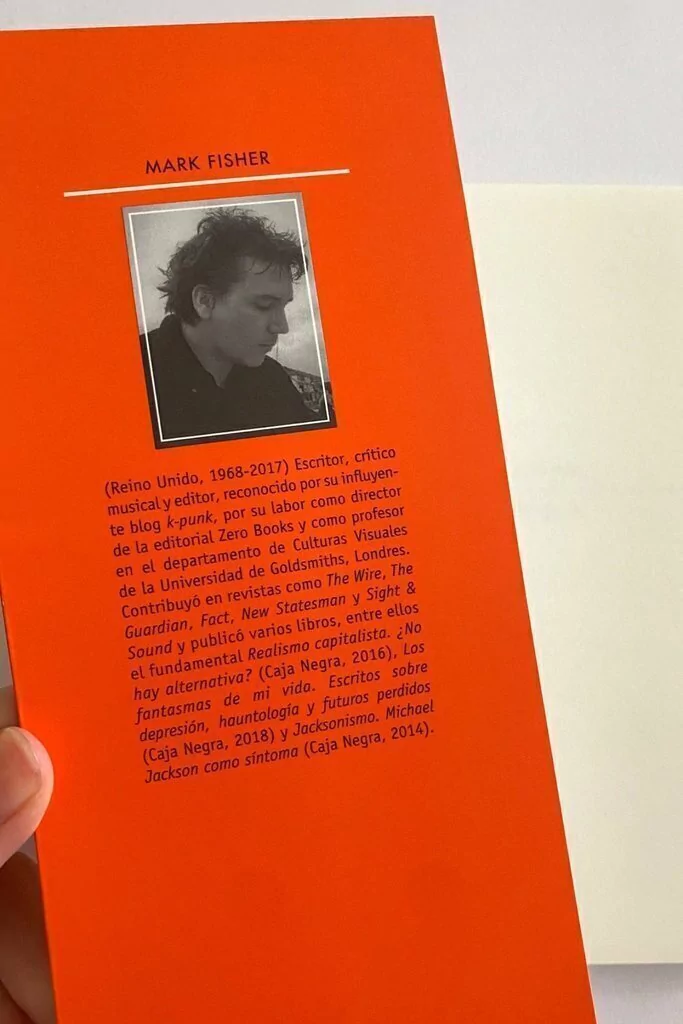 MARK FISHER
(Reino Unido, 1968-2017) Escritor, crítico
musical y editor, reconocido por su influyen-
te blog k-punk, por su labor como director
de la editorial Zero Books y como profesor
en el departamento de Culturas Visuales
de la Universidad de Goldsmiths, Londres.
Contribuyó en revistas como The Wire, The
Guardian, Fact, New Statesman y Sight &
Sound y publicó varios libros, entre ellos
el fundamental Realismo capitalista. ¿No
hay alternativa? (Caja Negra, 2016), Los
fantasmas de mi vida. Escritos sobre
depresión, hauntología y futuros perdidos
(Caja Negra, 2018) y Jacksonismo. Michael
Jackson como síntoma (Caja Negra, 2014).